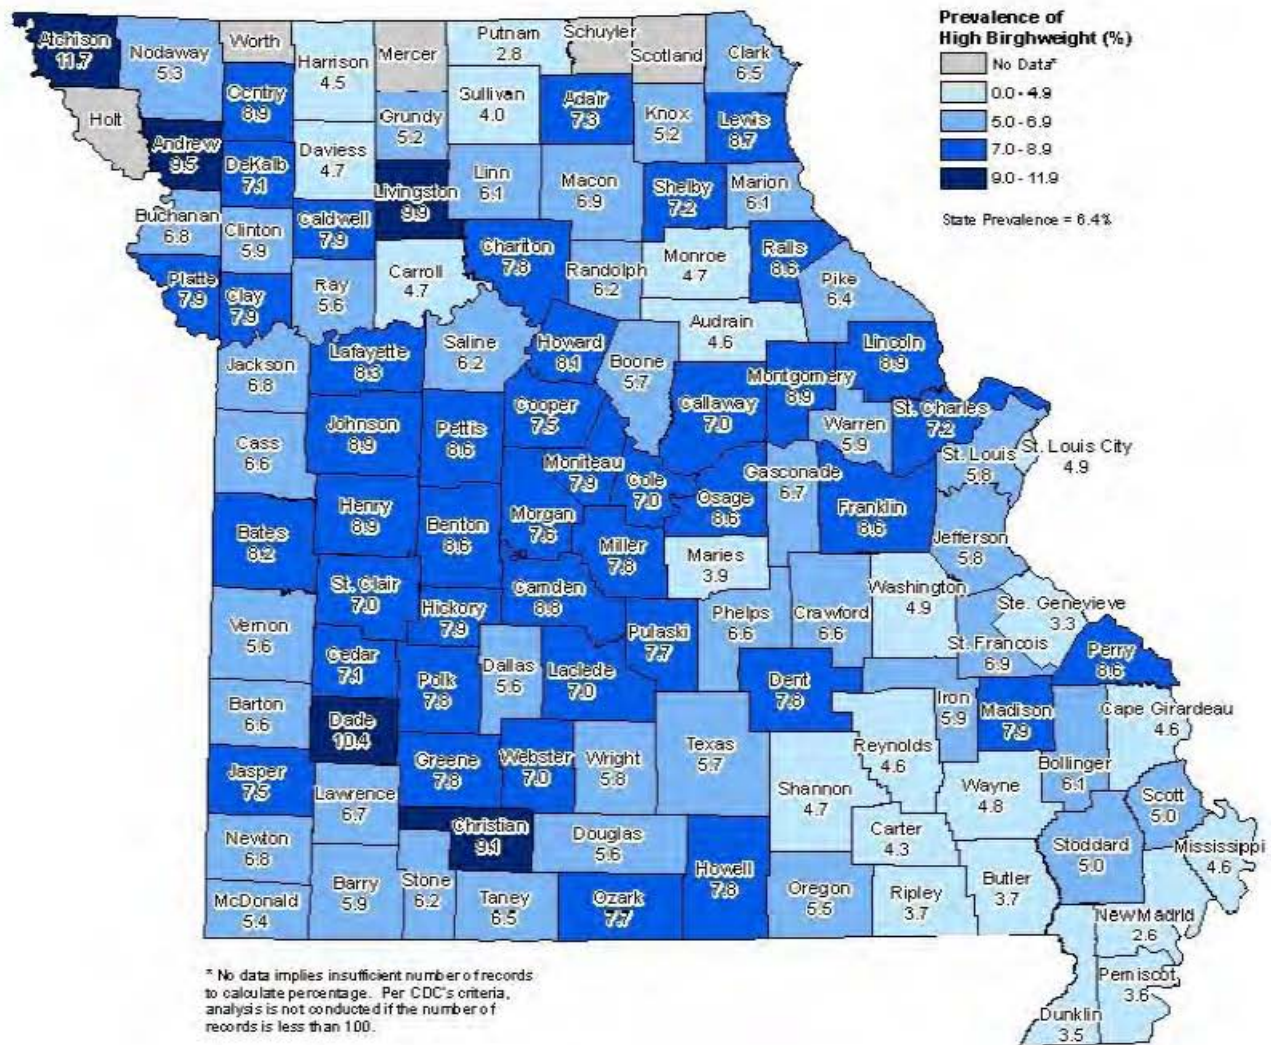 Prevalence of
High Birghweight (%)
No Data*
0.0 - 4.9
5.0 - 6.9
7.0 - 8.9
9.0 - 11.9
State Prevalence = 6.4%
Atchison
11.7
Nodaway
5.3
Worth
Harrison
4.5
Mercer
Putnam
2.8
Schuyler
Scotland
Clark
6.5
Holt
Gentry
8.9
Sullivan
4.0
Adair
7.3
Knox
5.2
Lewis
8.7
Grundy
5.2
Andrew
9.5
DeKalb
7.1
Daviess
4.7
Livingston
9.9
Linn
6.1
Macon
6.9
Shelby
7.2
Marion
6.1
Buchanan
6.8
Clinton
5.9
Caldwell
7.9
Chariton
7.8
Randolph
6.2
Monroe
4.7
Ralls
8.6
Pike
6.4
Platte
7.9
Clay
7.9
Ray
5.6
Carroll
4.7
Audrain
4.6
Jackson
6.8
Lafayette
8.3
Saline
6.2
Howard
8.1
Boone
5.7
Lincoln
8.9
Montgomery
8.9
Callaway
7.0
Cooper
7.5
Warren
5.9
St. Charles
7.2
Cass
6.6
Johnson
8.9
Pettis
8.6
St. Louis
5.8
St. Louis City
4.9
Moniteau
7.9
Cole
7.0
Osage
8.6
Gasconade
6.7
Franklin
8.6
Bates
8.2
Henry
8.9
Benton
8.6
Morgan
7.6
Miller
7.8
Maries
3.9
Jefferson
5.8
Washington
4.9
St. Clair
7.0
Hickory
7.9
Camden
8.8
Phelps
6.6
Crawford
6.6
Ste. Genevieve
3.3
Vernon
5.6
Cedar
7.1
Polk
7.8
Dallas
5.6
Laclede
7.0
Pulaski
7.7
Dent
7.8
St. Francois
6.9
Perry
8.6
Barton
6.6
Dade
10.4
Iron
5.9
Madison
7.9
Cape Girardeau
4.6
Jasper
7.5
Greene
7.8
Webster
7.0
Wright
5.8
Texas
5.7
Reynolds
4.6
Bollinger
6.1
Lawrence
6.7
Shannon
4.7
Wayne
4.8
Scott
5.0
Newton
6.8
Christian
9.1
Douglas
5.6
Howell
7.8
Carter
4.3
Stoddard
5.0
Mississippi
4.6
McDonald
5.4
Barry
5.9
Stone
6.2
Taney
6.5
Ozark
7.7
Oregon
5.5
Ripley
3.7
Butler
3.7
New Madrid
2.6
Pemiscot
3.6
Dunklin
3.5
* No data implies insufficient number of records
to calculate percentage. Per CDC's criteria,
analysis is not conducted if the number of
records is less than 100.